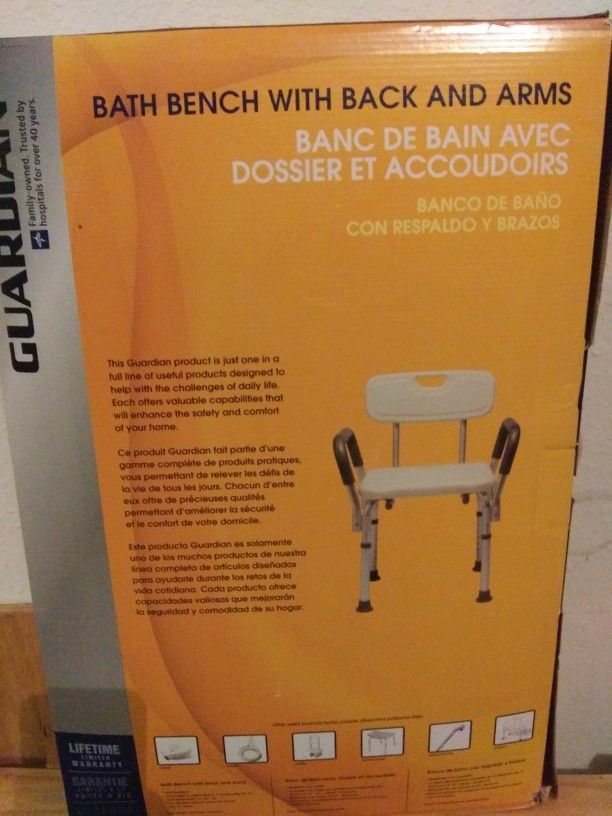 GUARDIAN
Family-owned. Trusted by
hospitals for over 40 years.
BATH BENCH WITH BACK AND ARMS
BANC DE BAIN AVEC
DOSSIER ET ACCOUDOIRS
BANCO DE BAÑO
CON RESPALDO Y BRAZOS
This Guardian product is just one in a
full line of useful products designed to
help with the challenges of daily life.
Each offers valuable capabilities that
will enhance the safety and comfort
of your home.
Ce produit Guardian fait partie d'une
gamme complète de produits pratiques,
vous permettant de relever les défis de
la vie de tous les jours. Chacun d'entre
eux offre de précieuses qualités
permettant d'améliorer la sécurité
et le confort de votre domicile.
Este producto Guardian es solamente
uno de los muchos productos de nuestra
línea completa de artículos diseñados
para ayudarle durante los retos de la
vida cotidiana. Cada producto ofrece
capacidades valiosas que mejorarán
la seguridad y comodidad de su hogar.
LIFETIME
LIMITED
WARRANTY
GARANTIE
LIMITÉE
Bath Bench with Back and Arms